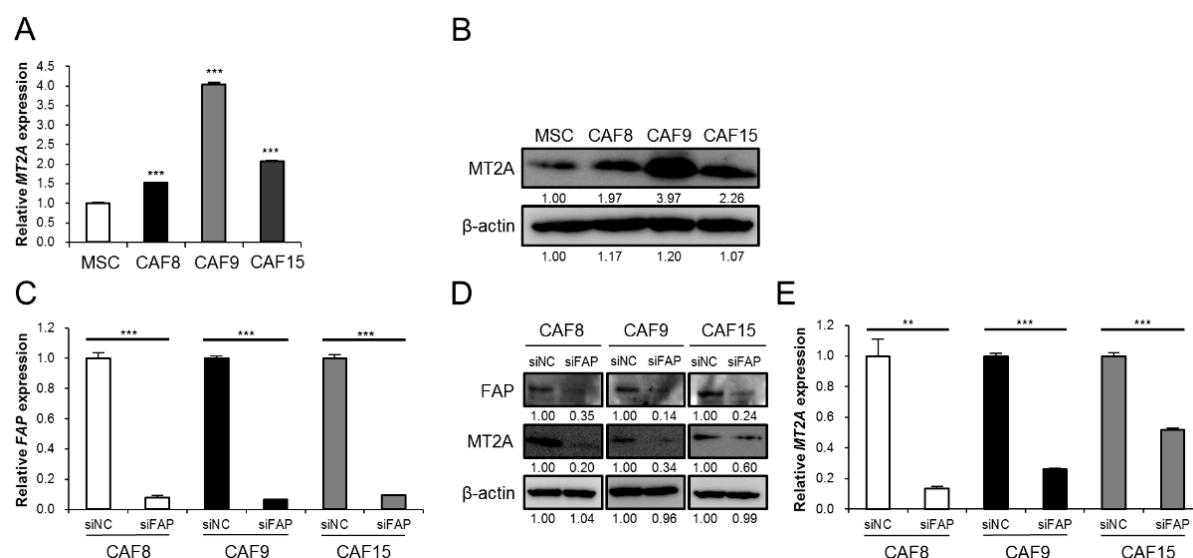 A
Relative MT2A expression
4.5
4.0
3.5
3.0
2.5
2.0
1.5
1.0
0.5
0.0
***
***
***
MSC CAF8 CAF9 CAF15
B
MSC CAF8 CAF9 CAF15
MT2A
1.00 1.97 3.97 2.26
β-actin
1.00 1.17 1.20 1.07
C
Relative FAP expression
1.2
1.0
0.8
0.6
0.4
0.2
0.0
*** *** ***
siNC siFAP siNC siFAP siNC siFAP
CAF8 CAF9 CAF15
D
CAF8 CAF9 CAF15
siNC siFAP siNC siFAP siNC siFAP
FAP
1.00 0.35 1.00 0.14 1.00 0.24
MT2A
1.00 0.20 1.00 0.34 1.00 0.60
β-actin
1.00 1.04 1.00 0.96 1.00 0.99
E
Relative MT2A expression
1.2
1.0
0.8
0.6
0.4
0.2
0.0
** *** ***
siNC siFAP siNC siFAP siNC siFAP
CAF8 CAF9 CAF15